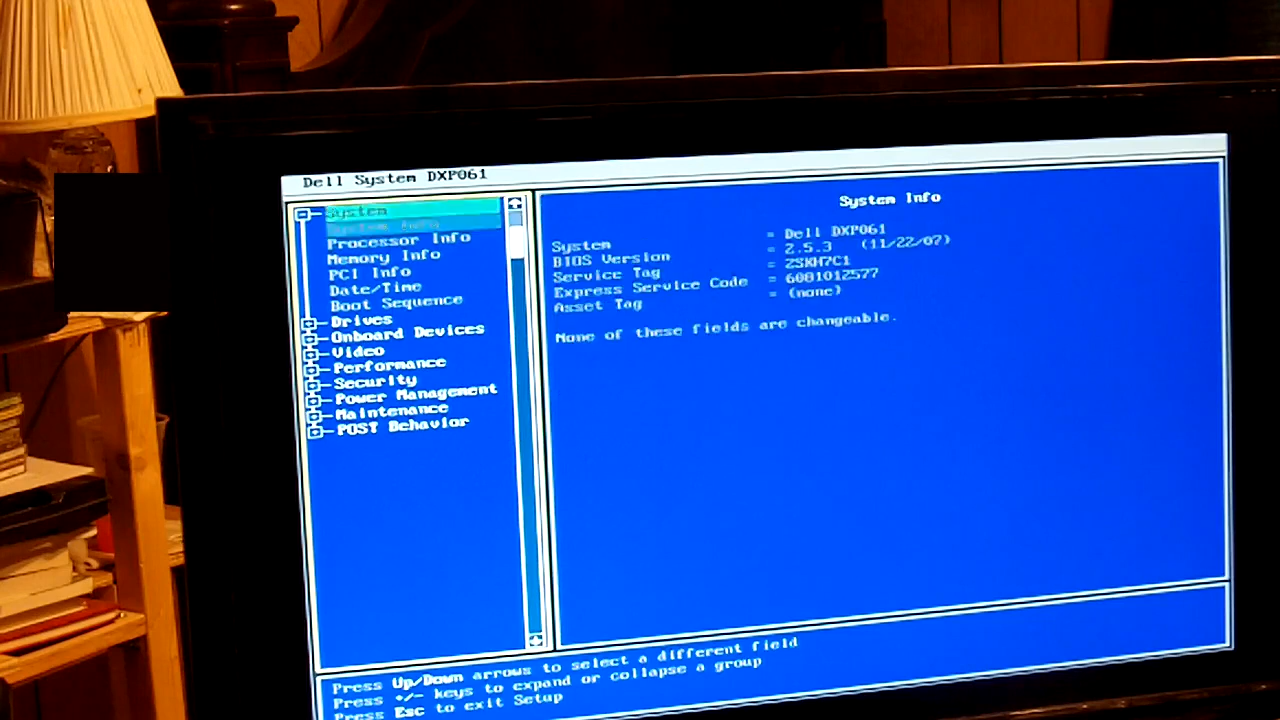 Dell System DXP061
System
System Info
Processor Info
Memory Info
PCI Info
Date/Time
Boot Sequence
Drives
Onboard Devices
Video
Performance
Security
Power Management
Maintenance
POST Behavior
System Info
System = Dell DXP061
BIOS Version = 2.5.3 (11/22/07)
Service Tag = 2SKH7C1
Express Service Code = 6081012577
Asset Tag = (none)
None of these fields are changeable.
Press Up/Down arrows to select a different field
Press +/- keys to expand or collapse a group
Press Esc to exit Setup